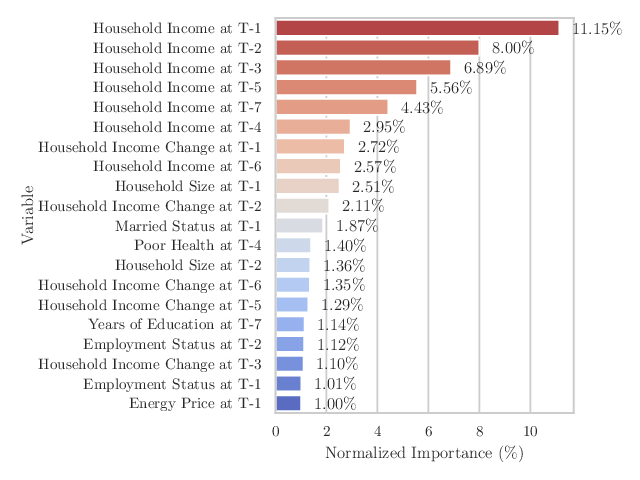 Household Income at T-1 11.15%
Household Income at T-2 8.00%
Household Income at T-3 6.89%
Household Income at T-5 5.56%
Household Income at T-7 4.43%
Household Income at T-4 2.95%
Household Income Change at T-1 2.72%
Household Income at T-6 2.57%
Household Size at T-1 2.51%
Household Income Change at T-2 2.11%
Married Status at T-1 1.87%
Poor Health at T-4 1.40%
Household Size at T-2 1.36%
Household Income Change at T-6 1.35%
Household Income Change at T-5 1.29%
Years of Education at T-7 1.14%
Employment Status at T-2 1.12%
Household Income Change at T-3 1.10%
Employment Status at T-1 1.01%
Energy Price at T-1 1.00%
Variable
0 2 4 6 8 10
Normalized Importance (%)